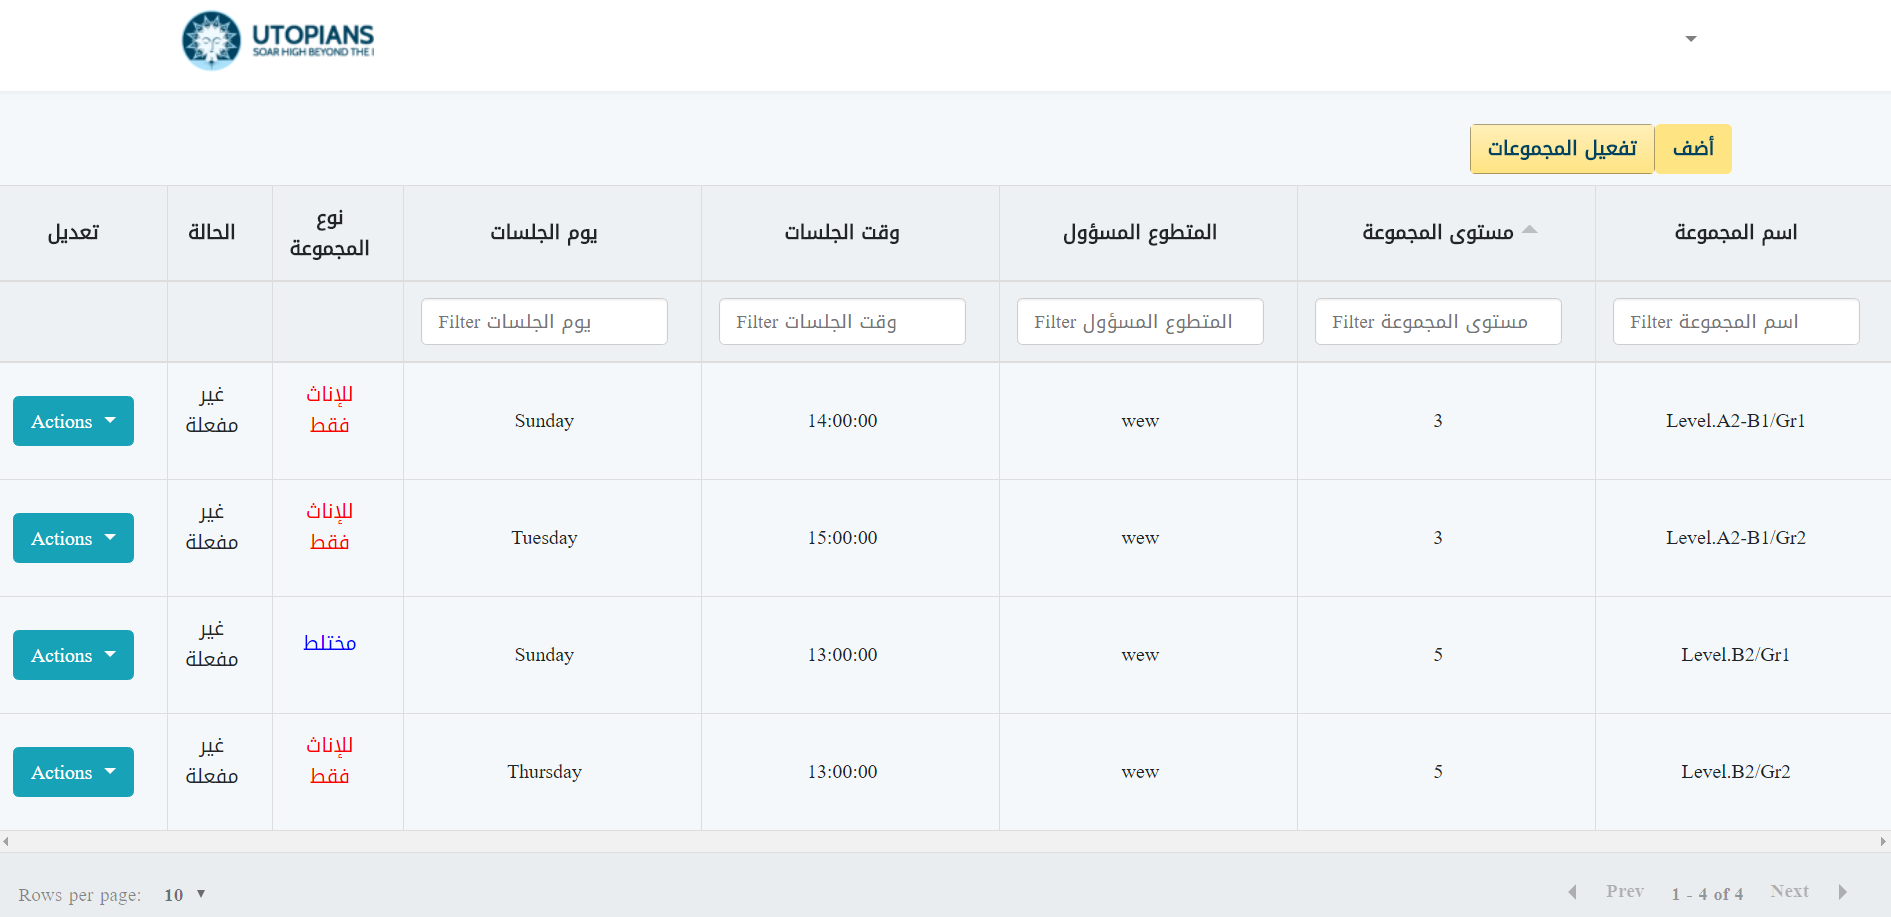 UTOPIANS
SOAR HIGH BEYOND THE
أضف
تفعيل المجموعات
اسم المجموعة
مستوى المجموعة
المتطوع المسؤول
وقت الجلسات
يوم الجلسات
نوع
المجموعة
الحالة
تعديل
Filter اسم المجموعة
Filter مستوى المجموعة
Filter المتطوع المسؤول
Filter وقت الجلسات
Filter يوم الجلسات
Level.A2-B1/Gr1
3
wew
14:00:00
Sunday
للإناث
فقط
غير
مفعلة
Actions
Level.A2-B1/Gr2
3
wew
15:00:00
Tuesday
للإناث
فقط
غير
مفعلة
Actions
Level.B2/Gr1
5
wew
13:00:00
Sunday
مختلط
غير
مفعلة
Actions
Level.B2/Gr2
5
wew
13:00:00
Thursday
للإناث
فقط
غير
مفعلة
Actions
Rows per page: 10
Prev 1 - 4 of 4 Next